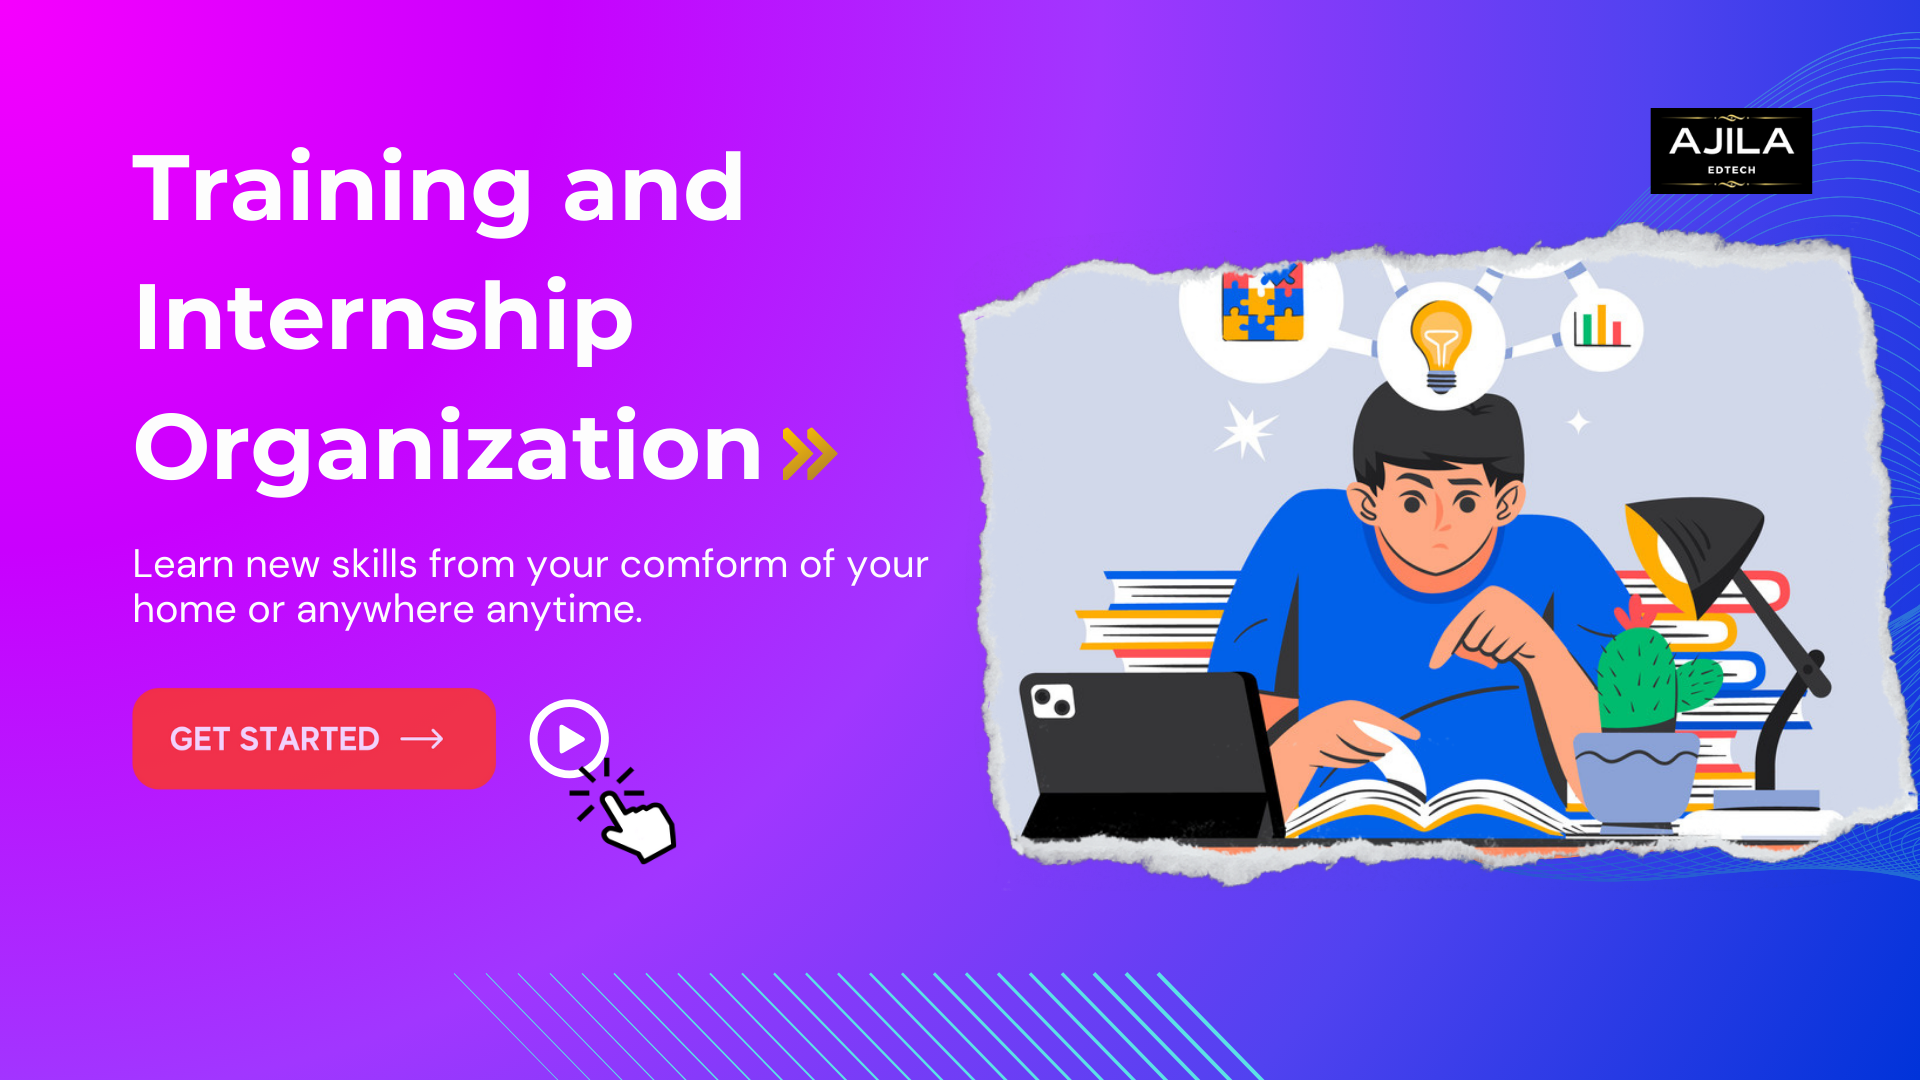 AJILA
EDTECH
Training and
Internship
Organization
Learn new skills from your comform of your
home or anywhere anytime.
GET STARTED